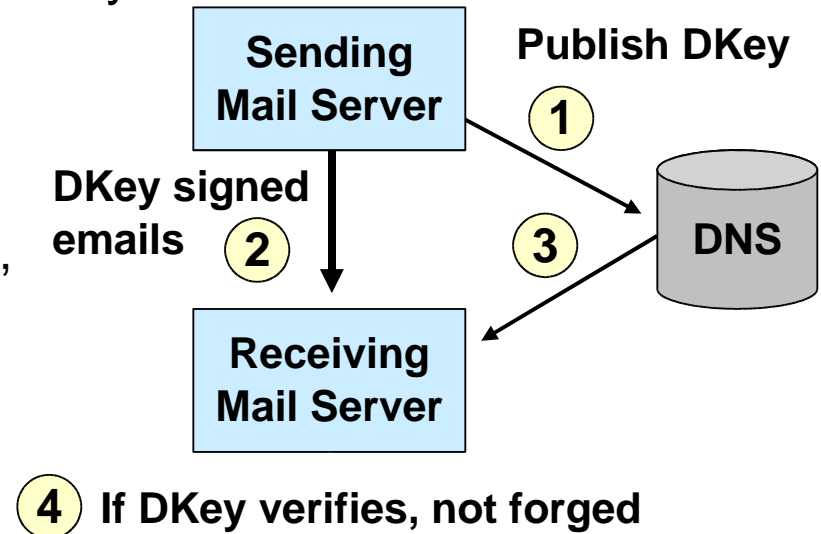 Sending
Mail Server
Publish DKey
1
DKey signed
emails
2
3
DNS
,
Receiving
Mail Server
4 If DKey verifies, not forged